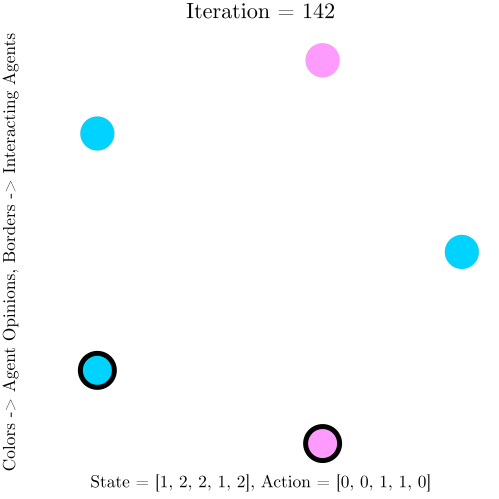 Iteration = 142
Colors -> Agent Opinions, Borders -> Interacting Agents
State = [1, 2, 2, 1, 2], Action = [0, 0, 1, 1, 0]